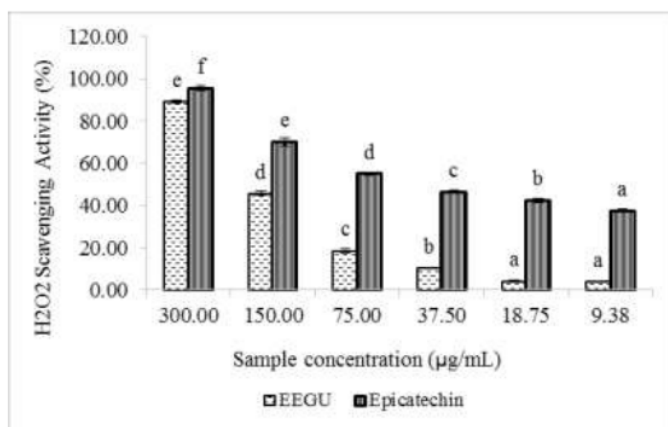 120.00
100.00
80.00
60.00
40.00
20.00
0.00
H2O2 Scavenging Activity (%)
e f
d e
c d
b c
a b
a a
300.00 150.00 75.00 37.50 18.75 9.38
Sample concentration (µg/mL)
EEGU Epicatechin